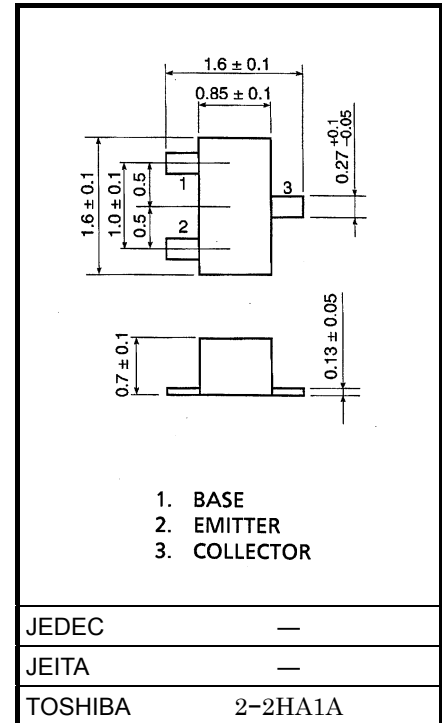 1.6 ± 0.1
0.85 ± 0.1
0.27 +0.1 −0.05
1.6 ± 0.1
1.0 ± 0.1
0.5
0.5
1
2
3
0.7 ± 0.1
0.13 ± 0.05
1. BASE
2. EMITTER
3. COLLECTOR
JEDEC —
JEITA —
TOSHIBA 2−2HA1A